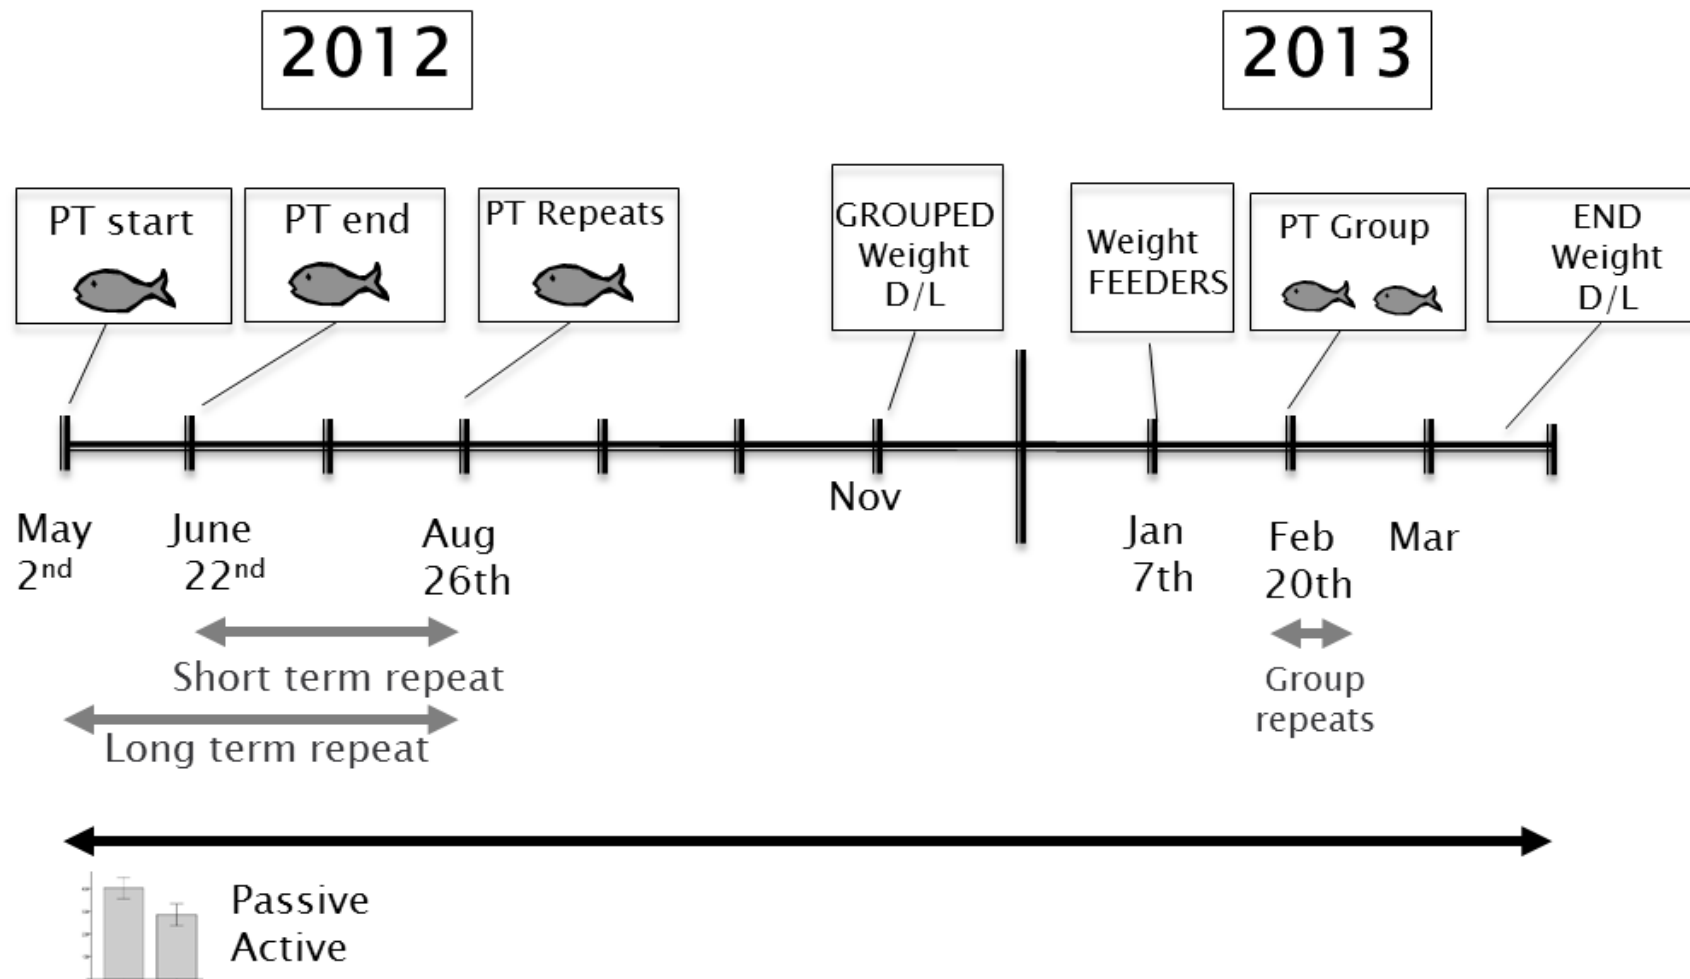 2012
2013
PT start
PT end
PT Repeats
GROUPED
Weight
D/L
Weight
FEEDERS
PT Group
END
Weight
D/L
May
2nd
June
22nd
Aug
26th
Nov
Jan
7th
Feb
20th
Mar
Short term repeat
Long term repeat
Group
repeats
Passive
Active